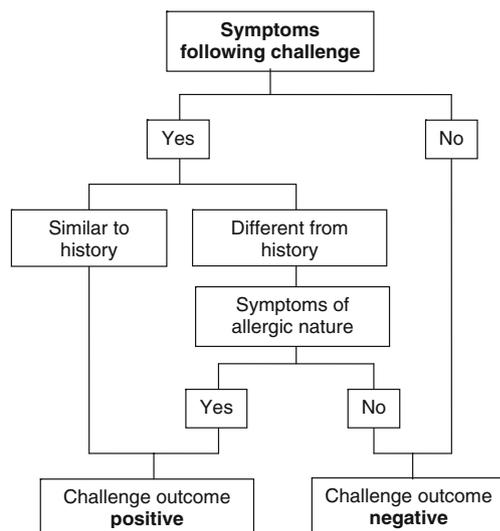 Symptoms
following challenge
Yes
No
Similar to
history
Different from
history
Symptoms of
allergic nature
Yes
No
Challenge outcome
positive
Challenge outcome
negative